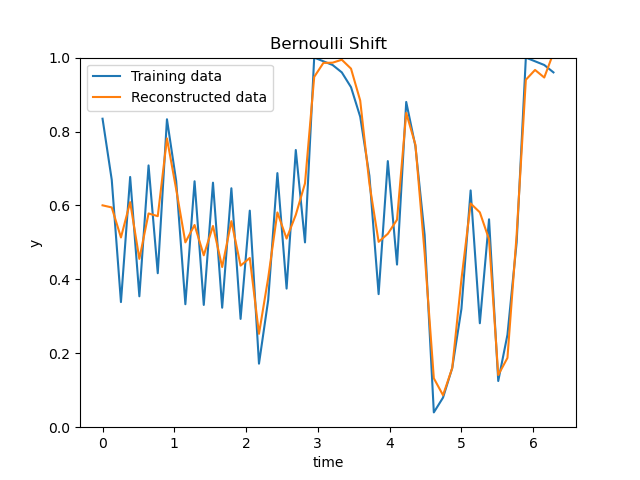 Bernoulli Shift
Training data
Reconstructed data
y
1.0
0.8
0.6
0.4
0.2
0.0
0 1 2 3 4 5 6
time